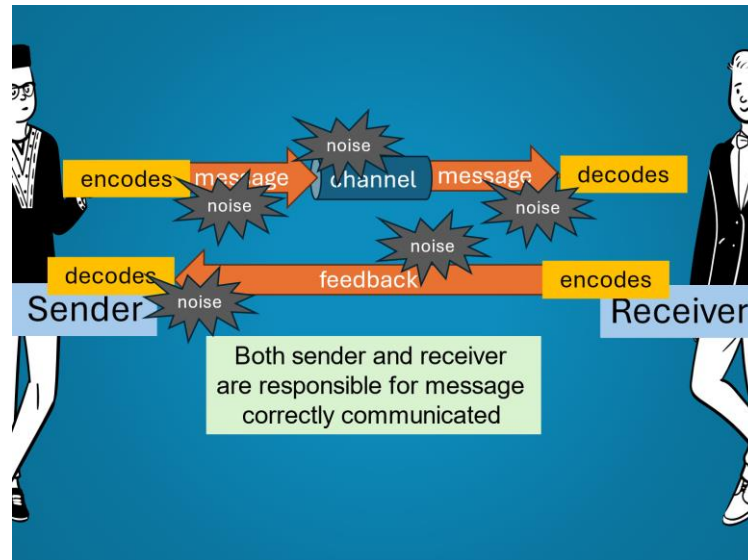 noise
encodes message channel message decodes
noise noise
noise
decodes feedback encodes
noise
Sender Receiver
Both sender and receiver
are responsible for message
correctly communicated